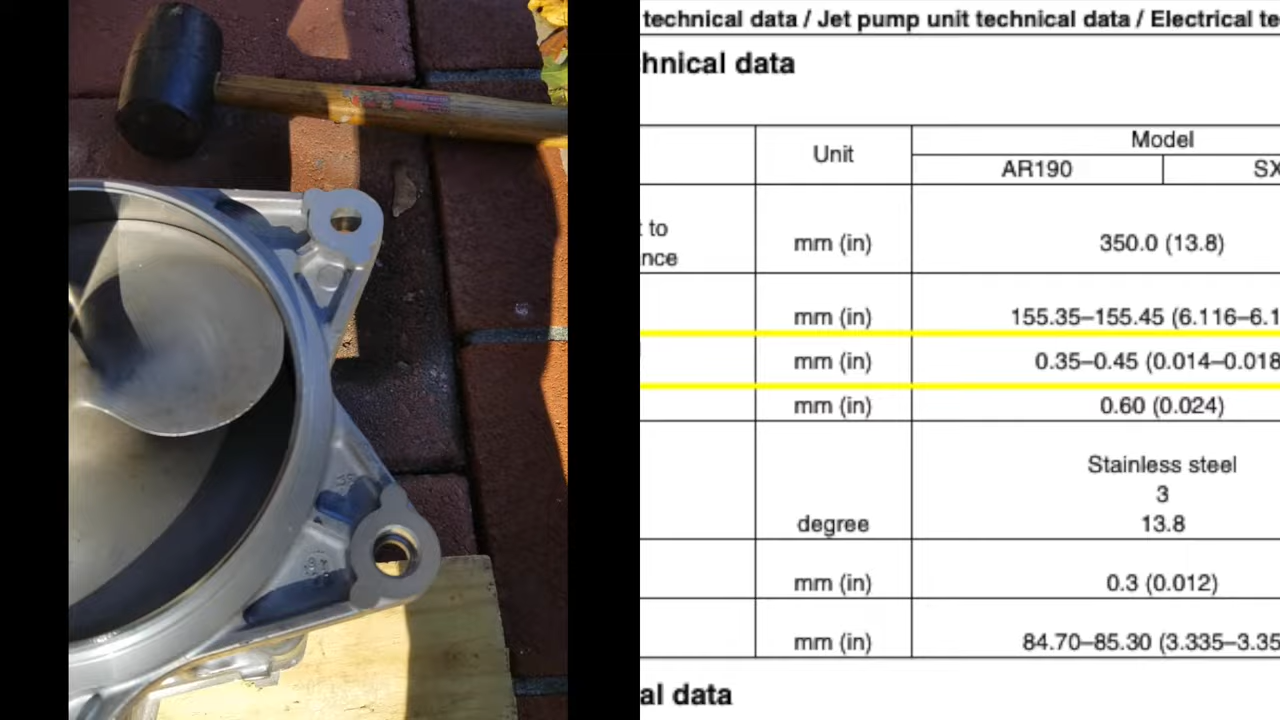 technical data / Jet pump unit technical data / Electrical te
hnical data
Unit
Model
AR190
SX
t to
nce
mm (in)
350.0 (13.8)
mm (in)
155.35–155.45 (6.116–6.1
mm (in)
0.35–0.45 (0.014–0.018
mm (in)
0.60 (0.024)
degree
Stainless steel
3
13.8
mm (in)
0.3 (0.012)
mm (in)
84.70–85.30 (3.335–3.35
al data